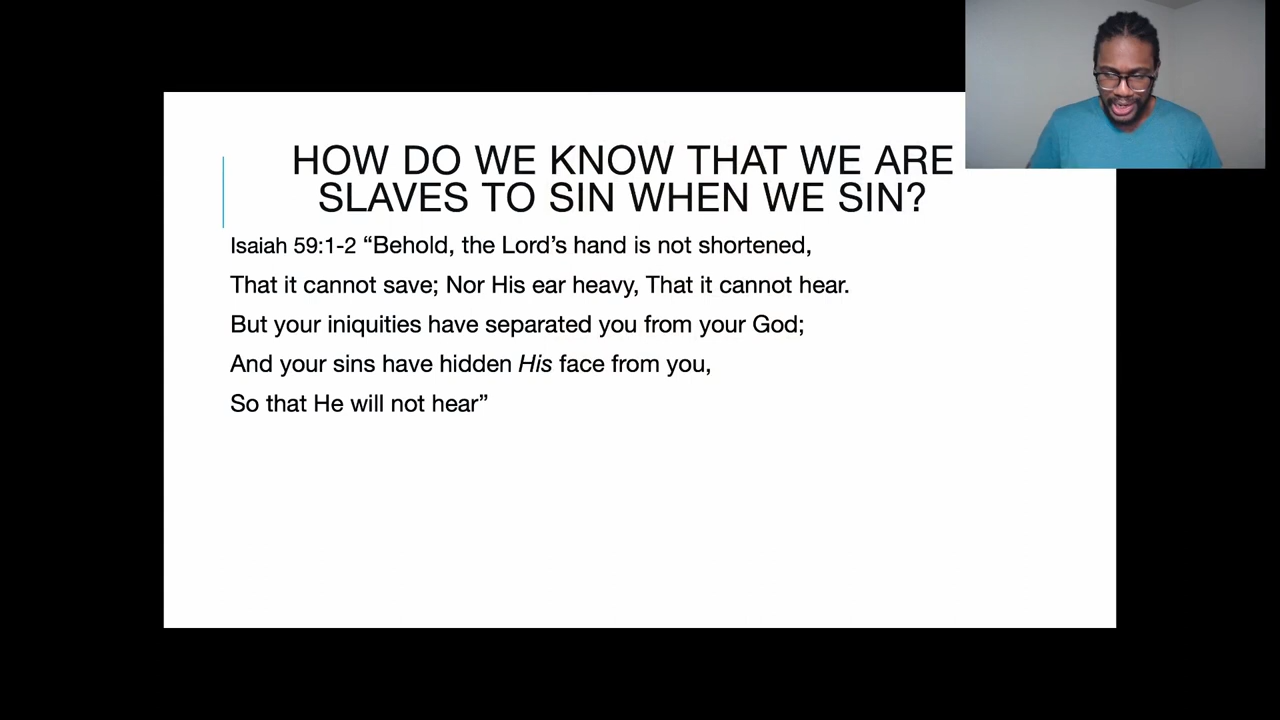 HOW DO WE KNOW THAT WE ARE
SLAVES TO SIN WHEN WE SIN?
Isaiah 59:1-2 “Behold, the Lord’s hand is not shortened,
That it cannot save; Nor His ear heavy, That it cannot hear.
But your iniquities have separated you from your God;
And your sins have hidden His face from you,
So that He will not hear”